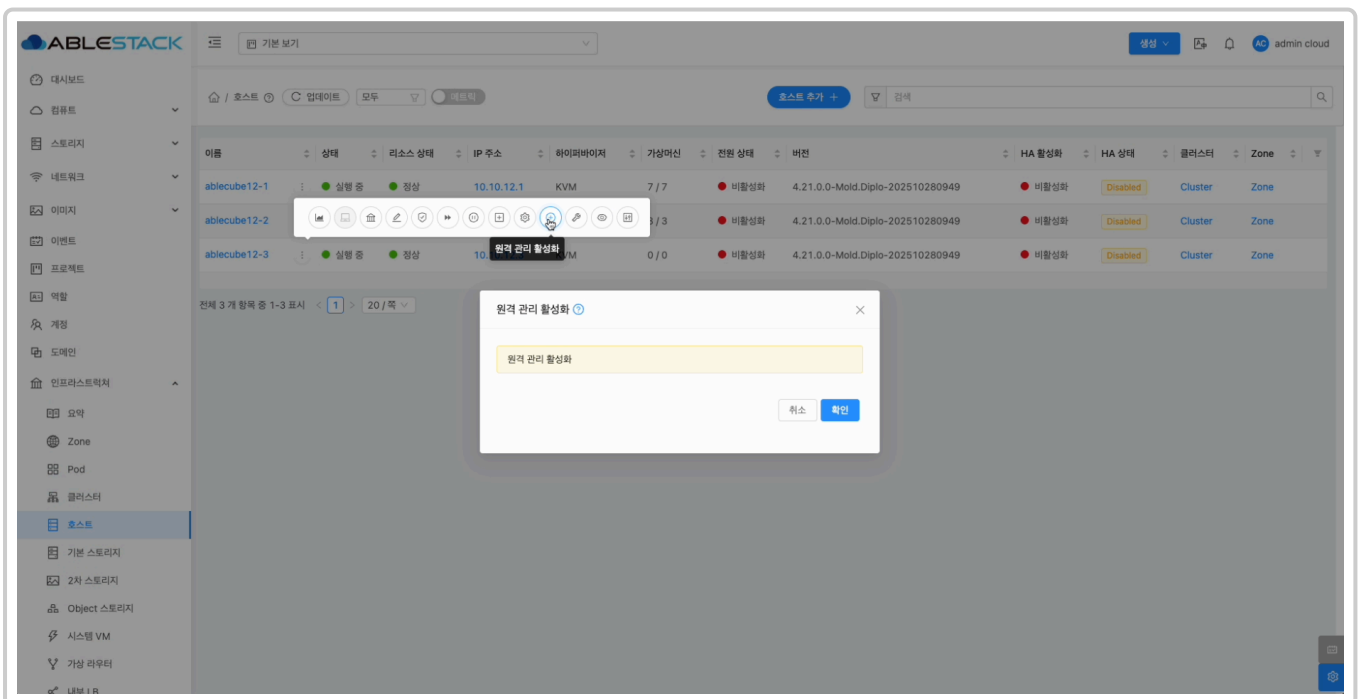 ABLESTACK
기본 보기
생성
AC admin cloud
대시보드
컴퓨트
스토리지
네트워크
이미지
이벤트
프로젝트
역할
계정
도메인
인프라스트럭쳐
요약
Zone
Pod
클러스터
호스트
기본 스토리지
2차 스토리지
Object 스토리지
시스템 VM
가상 라우터
내부 LB
/ 호스트 업데이트 모두 메트릭 호스트 추가 + 검색
이름 상태 리소스 상태 IP 주소 하이퍼바이저 가상머신 전원 상태 버전 HA 활성화 HA 상태 클러스터 Zone
ablecube12-1 실행 중 정상 10.10.12.1 KVM 7 / 7 비활성화 4.21.0.0-Mold.Diplo-202510280949 비활성화 Disabled Cluster Zone
ablecube12-2 / 3 비활성화 4.21.0.0-Mold.Diplo-202510280949 비활성화 Disabled Cluster Zone
원격 관리 활성화
ablecube12-3 실행 중 정상 KVM 0 / 0 비활성화 4.21.0.0-Mold.Diplo-202510280949 비활성화 Disabled Cluster Zone
전체 3 개 항목 중 1-3 표시 < 1 > 20 / 쪽
원격 관리 활성화
원격 관리 활성화
취소 확인